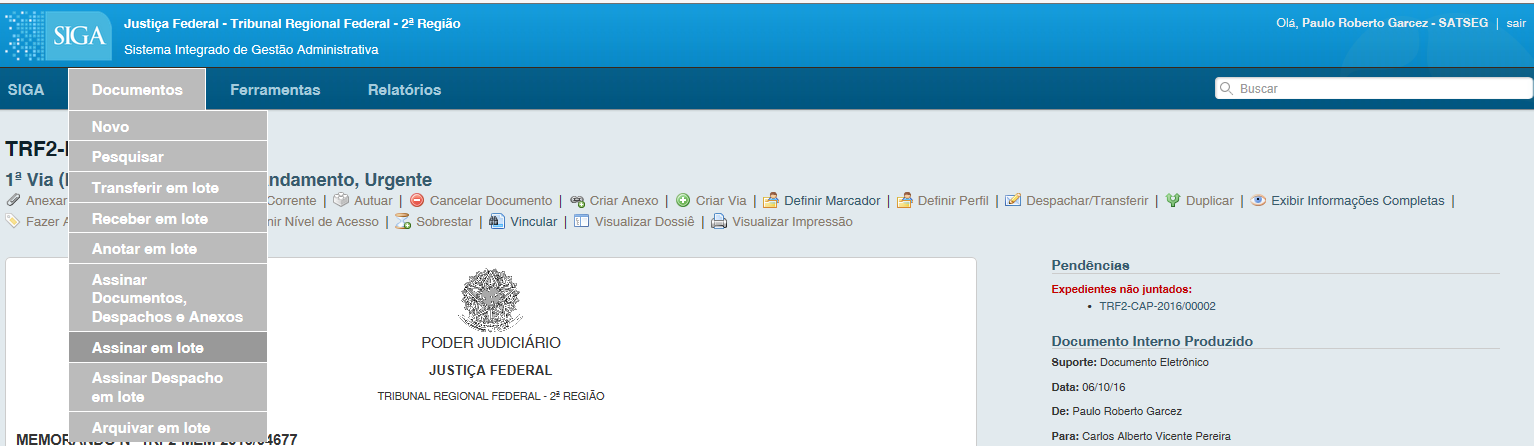 SIGA
Justiça Federal - Tribunal Regional Federal - 2ª Região
Sistema Integrado de Gestão Administrativa
Olá, Paulo Roberto Garcez - SATSEG | sair
SIGA Documentos Ferramentas Relatórios
Buscar
Novo
Pesquisar
Transferir em lote
Receber em lote
Anotar em lote
Assinar
Documentos,
Despachos e Anexos
Assinar em lote
Assinar Despacho
em lote
Arquivar em lote
TRF2-
1ª Via ( ndamento, Urgente
Anexar Corrente | Autuar | Cancelar Documento | Criar Anexo | Criar Via | Definir Marcador | Definir Perfil | Despachar/Transferir | Duplicar | Exibir Informações Completas |
Fazer nir Nível de Acesso | Sobrestar | Vincular | Visualizar Dossiê | Visualizar Impressão
PODER JUDICIÁRIO
JUSTIÇA FEDERAL
TRIBUNAL REGIONAL FEDERAL - 2ª REGIÃO
MEMORANDO Nº TRF2-MEM-2016/04677
Pendências
Expedientes não juntados:
• TRF2-CAP-2016/00002
Documento Interno Produzido
Suporte: Documento Eletrônico
Data: 06/10/16
De: Paulo Roberto Garcez
Para: Carlos Alberto Vicente Pereira